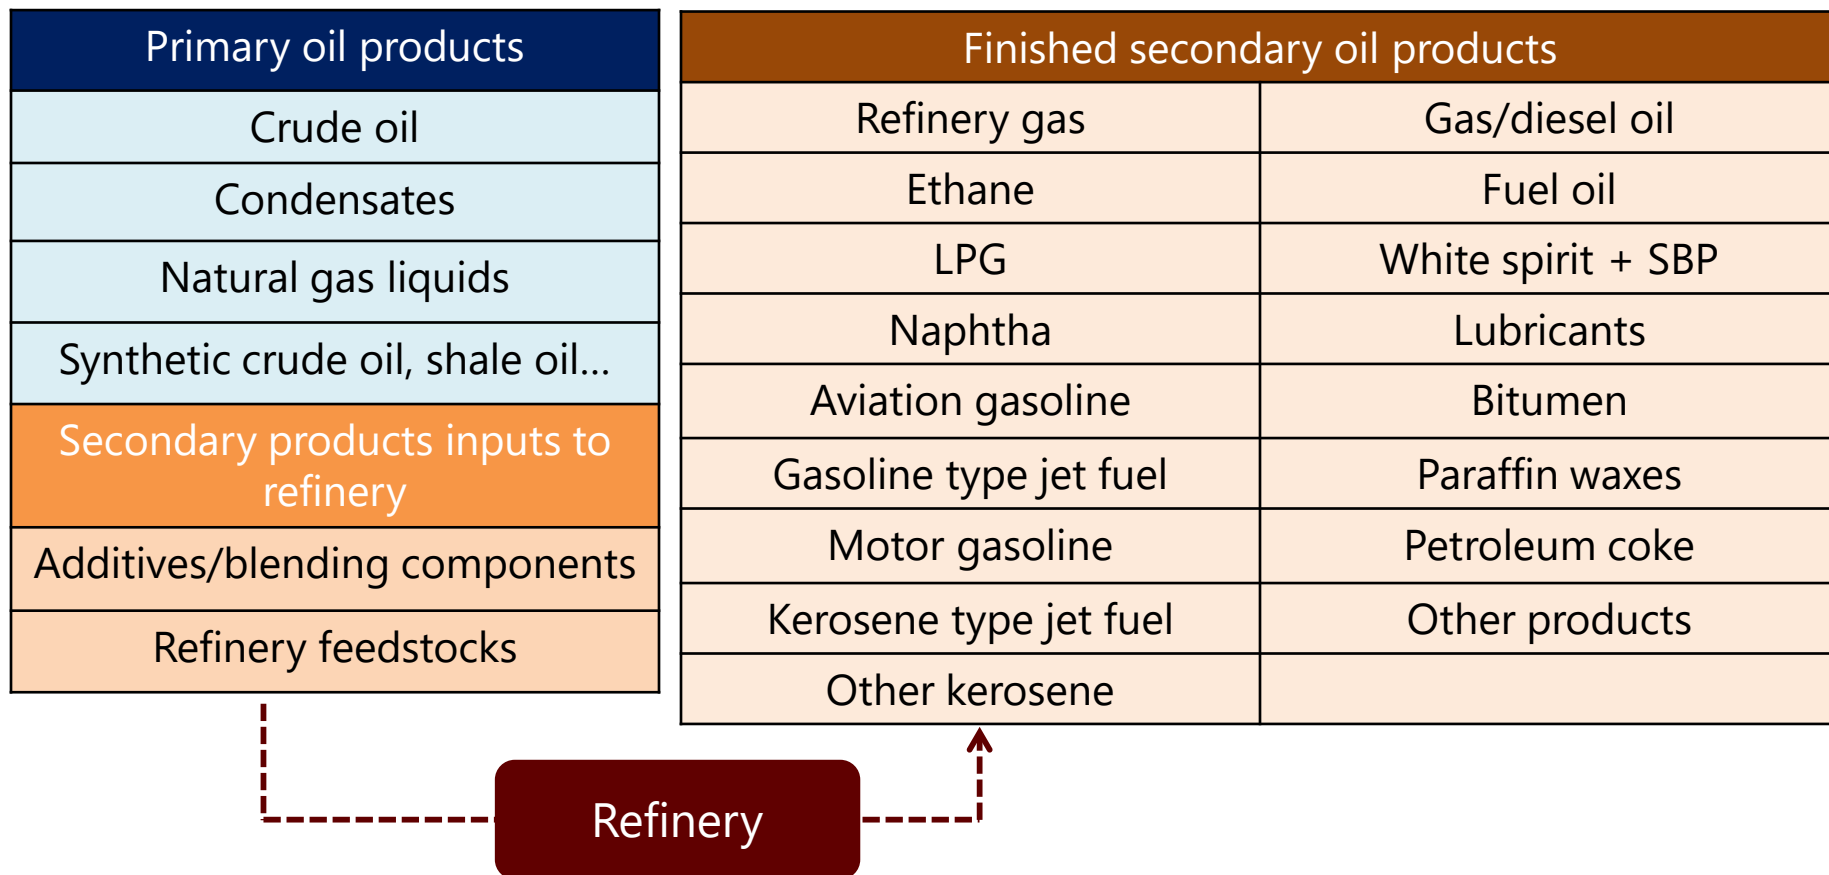 Primary oil products
Crude oil
Condensates
Natural gas liquids
Synthetic crude oil, shale oil...
Secondary products inputs to
refinery
Additives/blending components
Refinery feedstocks
Finished secondary oil products
Refinery gas
Gas/diesel oil
Ethane
Fuel oil
LPG
White spirit + SBP
Naphtha
Lubricants
Aviation gasoline
Bitumen
Gasoline type jet fuel
Paraffin waxes
Motor gasoline
Petroleum coke
Kerosene type jet fuel
Other products
Other kerosene
Refinery